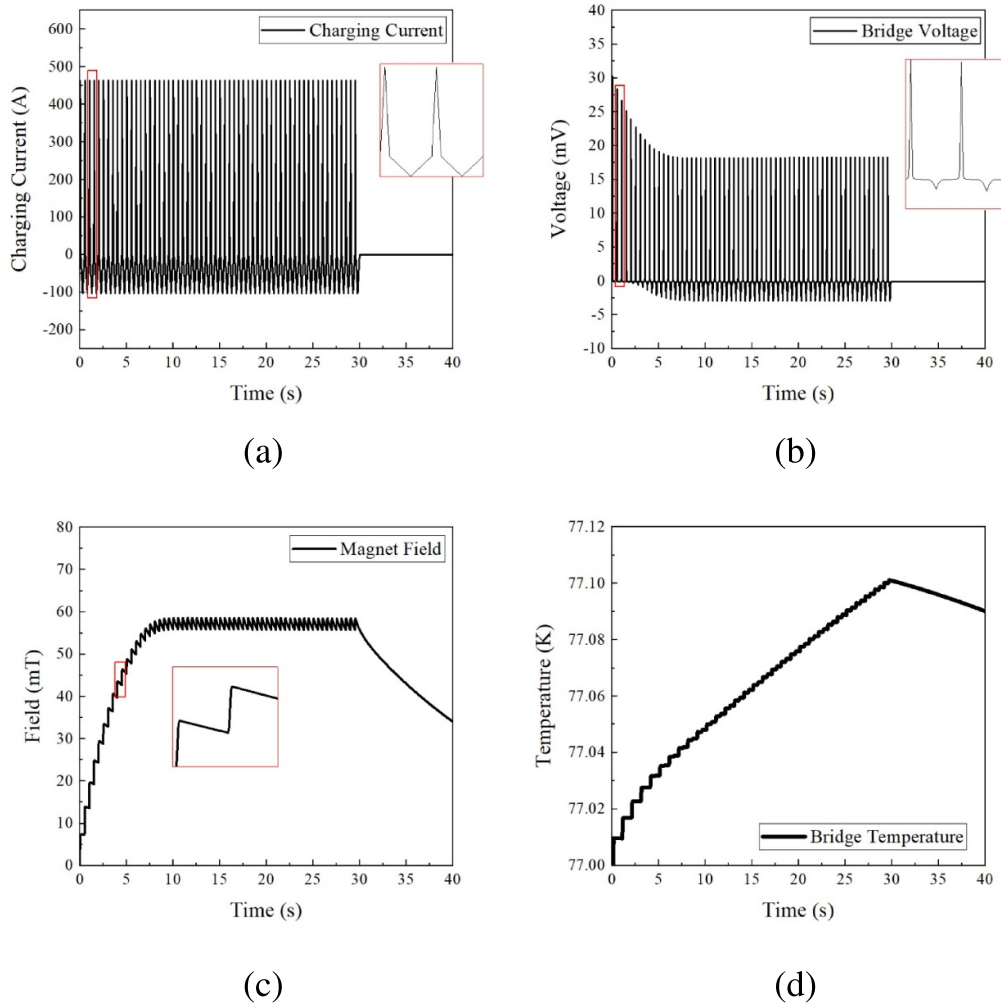 Charging Current
600
500
400
300
200
100
0
-100
-200
Charging Current (A)
0 5 10 15 20 25 30 35 40
Time (s)
(a)
Bridge Voltage
40
35
30
25
20
15
10
5
0
-5
-10
Voltage (mV)
0 5 10 15 20 25 30 35 40
Time (s)
(b)
Magnet Field
80
70
60
50
40
30
20
10
0
Field (mT)
0 5 10 15 20 25 30 35 40
Time (s)
(c)
77.12
77.10
77.08
77.06
77.04
77.02
77.00
Temperature (K)
Bridge Temperature
0 5 10 15 20 25 30 35 40
Time (s)
(d)